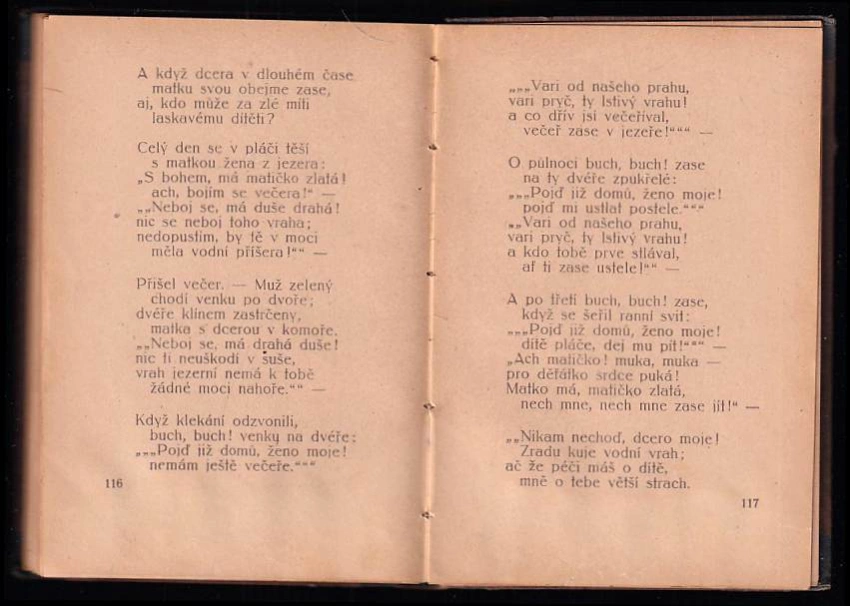 A když dcera v dlouhém čase
matku svou obejme zase,
aj, kdo může za zlé míti
laskavému dítěti?
Celý den se v pláči těší
s matkou žena z jezera:
„S bohem, má matičko zlatá!
ach, bojím se večera!“ —
„„Neboj se, má duše drahá!
nic se neboj toho vraha;
nedopustím, by tě v moci
měla vodní příšera!““ —
Přišel večer. — Muž zelený
chodí venku po dvoře;
dvéře klínem zastrčeny,
matka s dcerou v komoře.
„„Neboj se, má drahá duše!
nic ti neuškodí v suše,
vrah jezerní nemá k tobě
žádné moci nahoře.““ —
Když klekání odzvonili,
buch, buch! venku na dvéře:
„„„Pojď již domů, ženo moje!
nemám ještě večeře.“““
116
„„„Vari od našeho prahu,
vari pryč, ty lstivý vrahu!
a co dřív jsi večeříval,
večeř zase v jezeře!“““ —
O půlnoci buch, buch! zase
na ty dvéře zpukřelé:
„„„Pojď již domů, ženo moje!
pojď mi ustlat postele.“““
„„Vari od našeho prahu,
vari pryč, ty lstivý vrahu!
a kdo tobě prve stlával,
ať ti zase ustele!““ —
A po třetí buch, buch! zase,
když se šeřil ranní svit:
„„„Pojď již domů, ženo moje!
dítě pláče, dej mu pít!“““ —
„Ach matičko! muka, muka —
pro děťátko srdce puká!
Matko má, matičko zlatá,
nech mne, nech mne zase jít!“ —
„„Nikam nechoď, dcero moje!
Zradu kuje vodní vrah;
ač že péči máš o dítě,
mně o tebe větší strach.
117